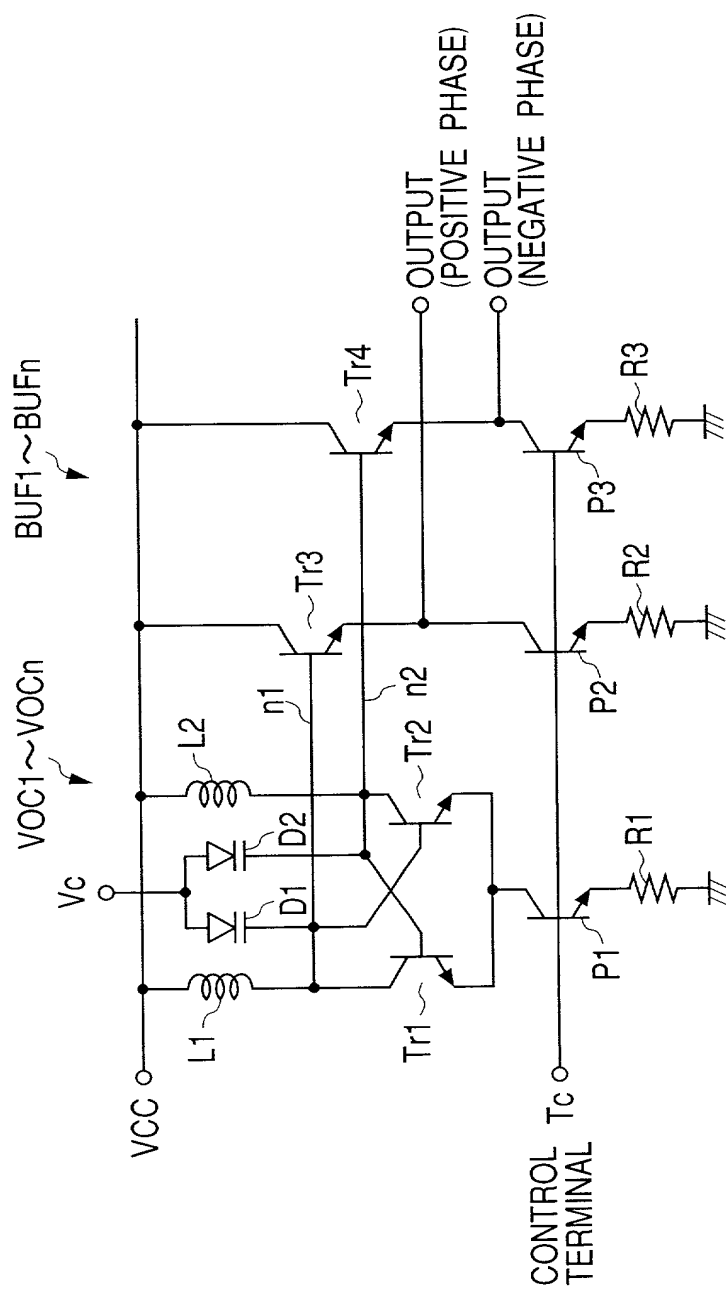 VOC1~VOCn
BUF1~BUFn
Vc
VCC
L1
D1
D2
L2
n1
Tr3
Tr4
n2
Tr1
Tr2
OUTPUT
(POSITIVE PHASE)
OUTPUT
(NEGATIVE PHASE)
CONTROL
TERMINAL
Tc
P1
R1
P2
R2
P3
R3